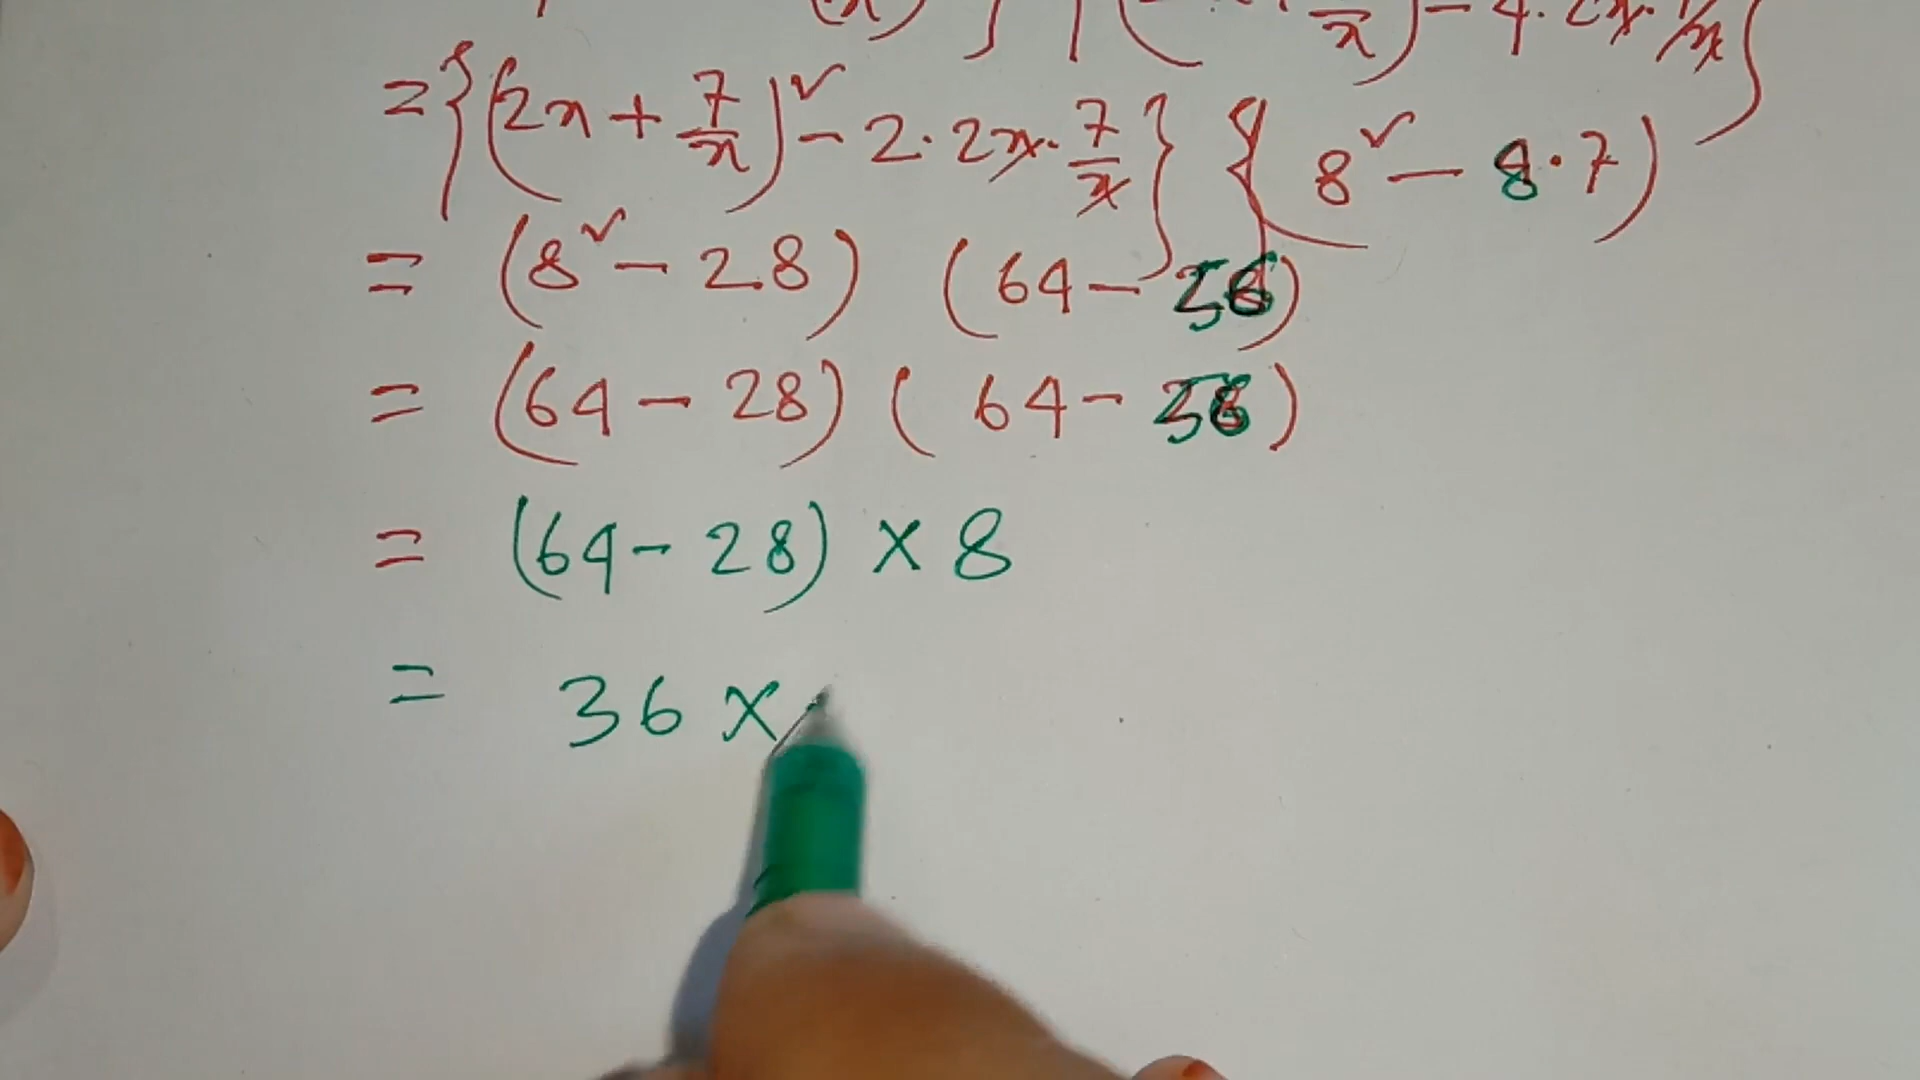 ={(2x + 7/x)² - 2·2x·7/x} {8² - 8·7)
= (8² - 28) (64 - 56)
= (64 - 28) ( 64 - 56 )
= (64 - 28) × 8
= 36 ×